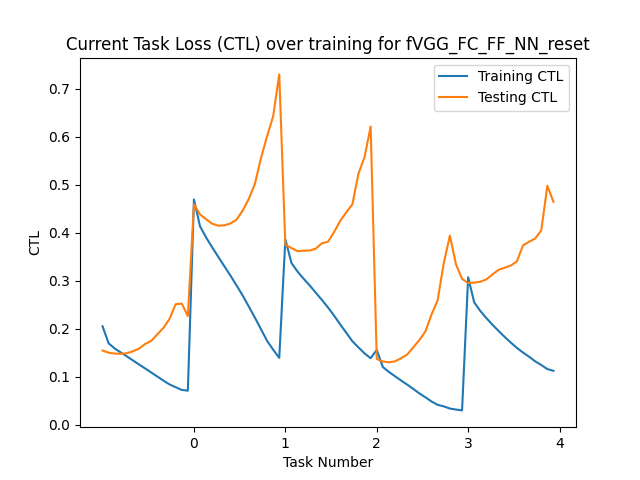 Current Task Loss (CTL) over training for fVGG_FC_FF_NN_reset
Training CTL
Testing CTL
0.7
0.6
0.5
0.4
0.3
0.2
0.1
0.0
CTL
0 1 2 3 4
Task Number